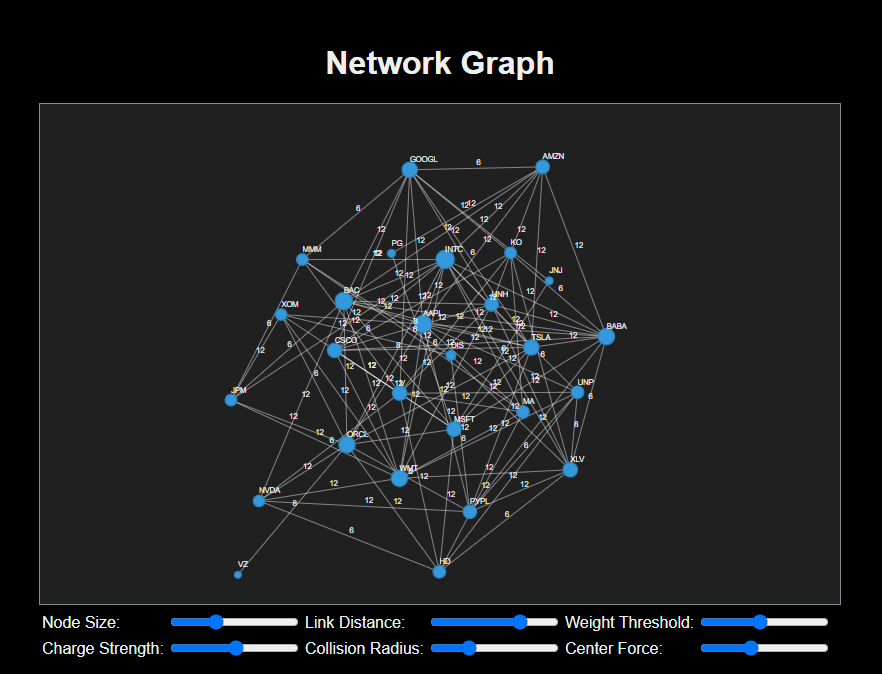 Network Graph
GOOGL
6
AMZN
6
12
12
12
12
12
12
12
MMM
PG
12
INTC
KO
12
12
12
6
JNJ
12
12
12
12
6
XOM
BAC
12
12
12
UNH
12
AAPL
12
12
12
BABA
6
12
12
6
CSCO
12
6
DIS
TSLA
12
12
6
8
12
6
12
JPM
6
12
12
12
12
12
UNP
6
12
12
12
MA
12
8
ORCL
12
12
MSFT
12
12
12
6
12
6
6
12
WMT
12
12
XLV
NVDA
12
12
12
12
12
8
12
12
PYPL
6
6
VZ
HD
Node Size:
Link Distance:
Weight Threshold:
Charge Strength:
Collision Radius:
Center Force: